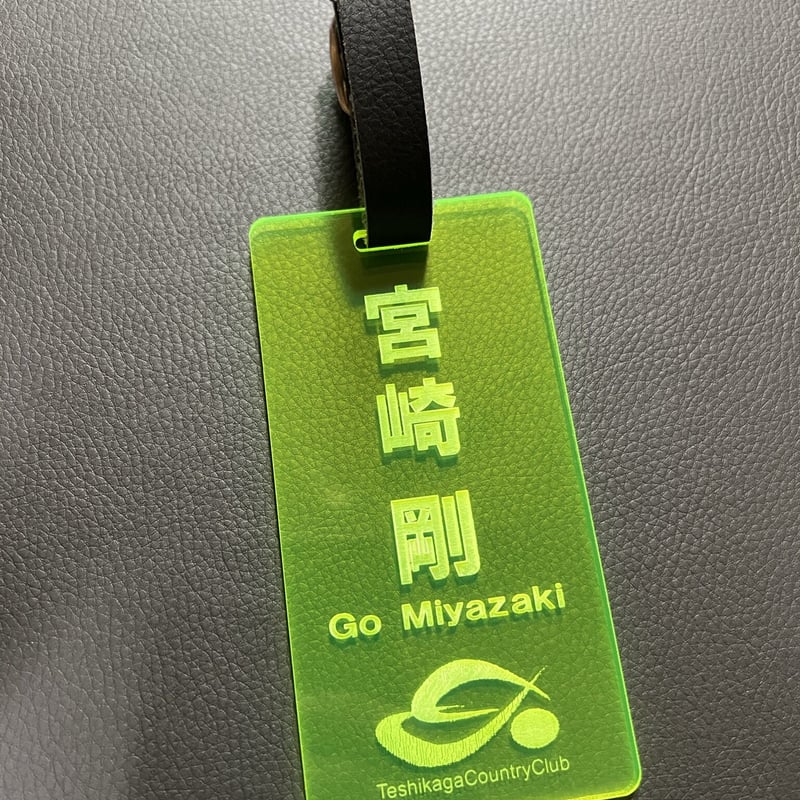 宮崎 剛
Go Miyazaki
TeshikagaCountryClub